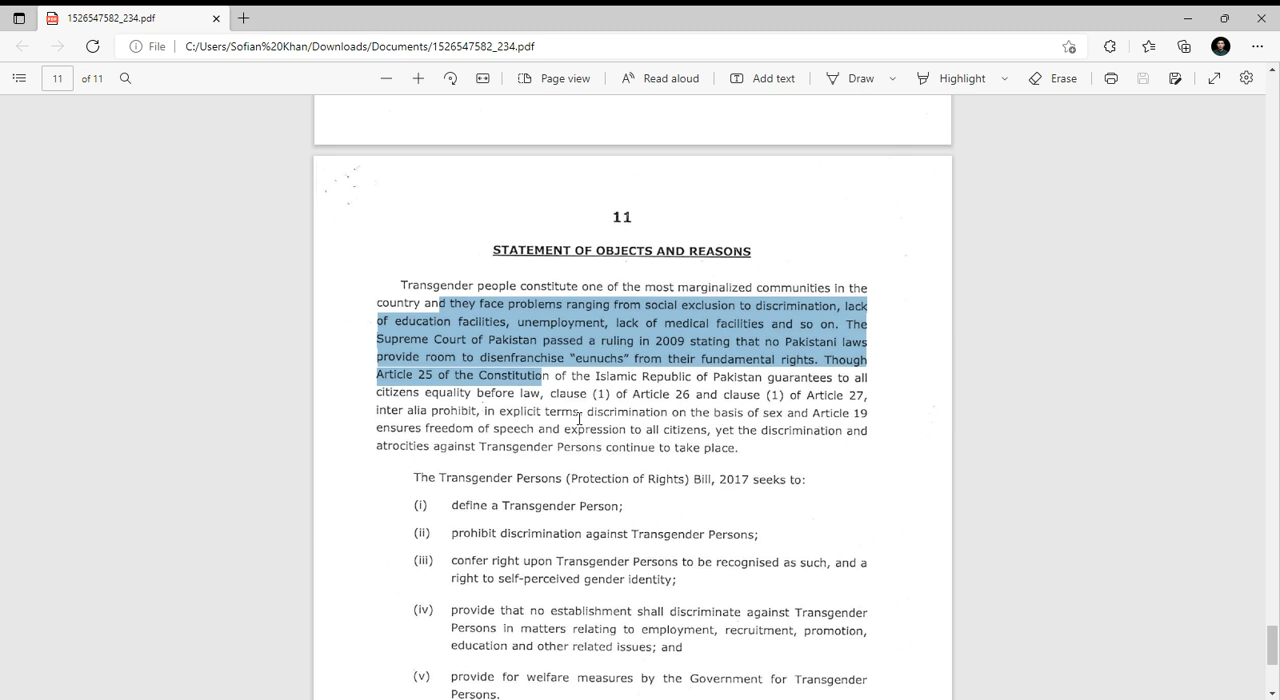 1526547582_234.pdf
File
C:/Users/Sofian%20Khan/Downloads/Documents/1526547582_234.pdf
11 of 11
Page view
Read aloud
Add text
Draw
Highlight
Erase
11
STATEMENT OF OBJECTS AND REASONS
Transgender people constitute one of the most marginalized communities in the
country and they face problems ranging from social exclusion to discrimination, lack
of education facilities, unemployment, lack of medical facilities and so on. The
Supreme Court of Pakistan passed a ruling in 2009 stating that no Pakistani laws
provide room to disenfranchise "eunuchs" from their fundamental rights. Though
Article 25 of the Constitution of the Islamic Republic of Pakistan guarantees to all
citizens equality before law, clause (1) of Article 26 and clause (1) of Article 27,
inter alia prohibit, in explicit terms, discrimination on the basis of sex and Article 19
ensures freedom of speech and expression to all citizens, yet the discrimination and
atrocities against Transgender Persons continue to take place.
The Transgender Persons (Protection of Rights) Bill, 2017 seeks to:
(i) define a Transgender Person;
(ii) prohibit discrimination against Transgender Persons;
(iii) confer right upon Transgender Persons to be recognised as such, and a
right to self-perceived gender identity;
(iv) provide that no establishment shall discriminate against Transgender
Persons in matters relating to employment, recruitment, promotion,
education and other related issues; and
(v) provide for welfare measures by the Government for Transgender
Persons.